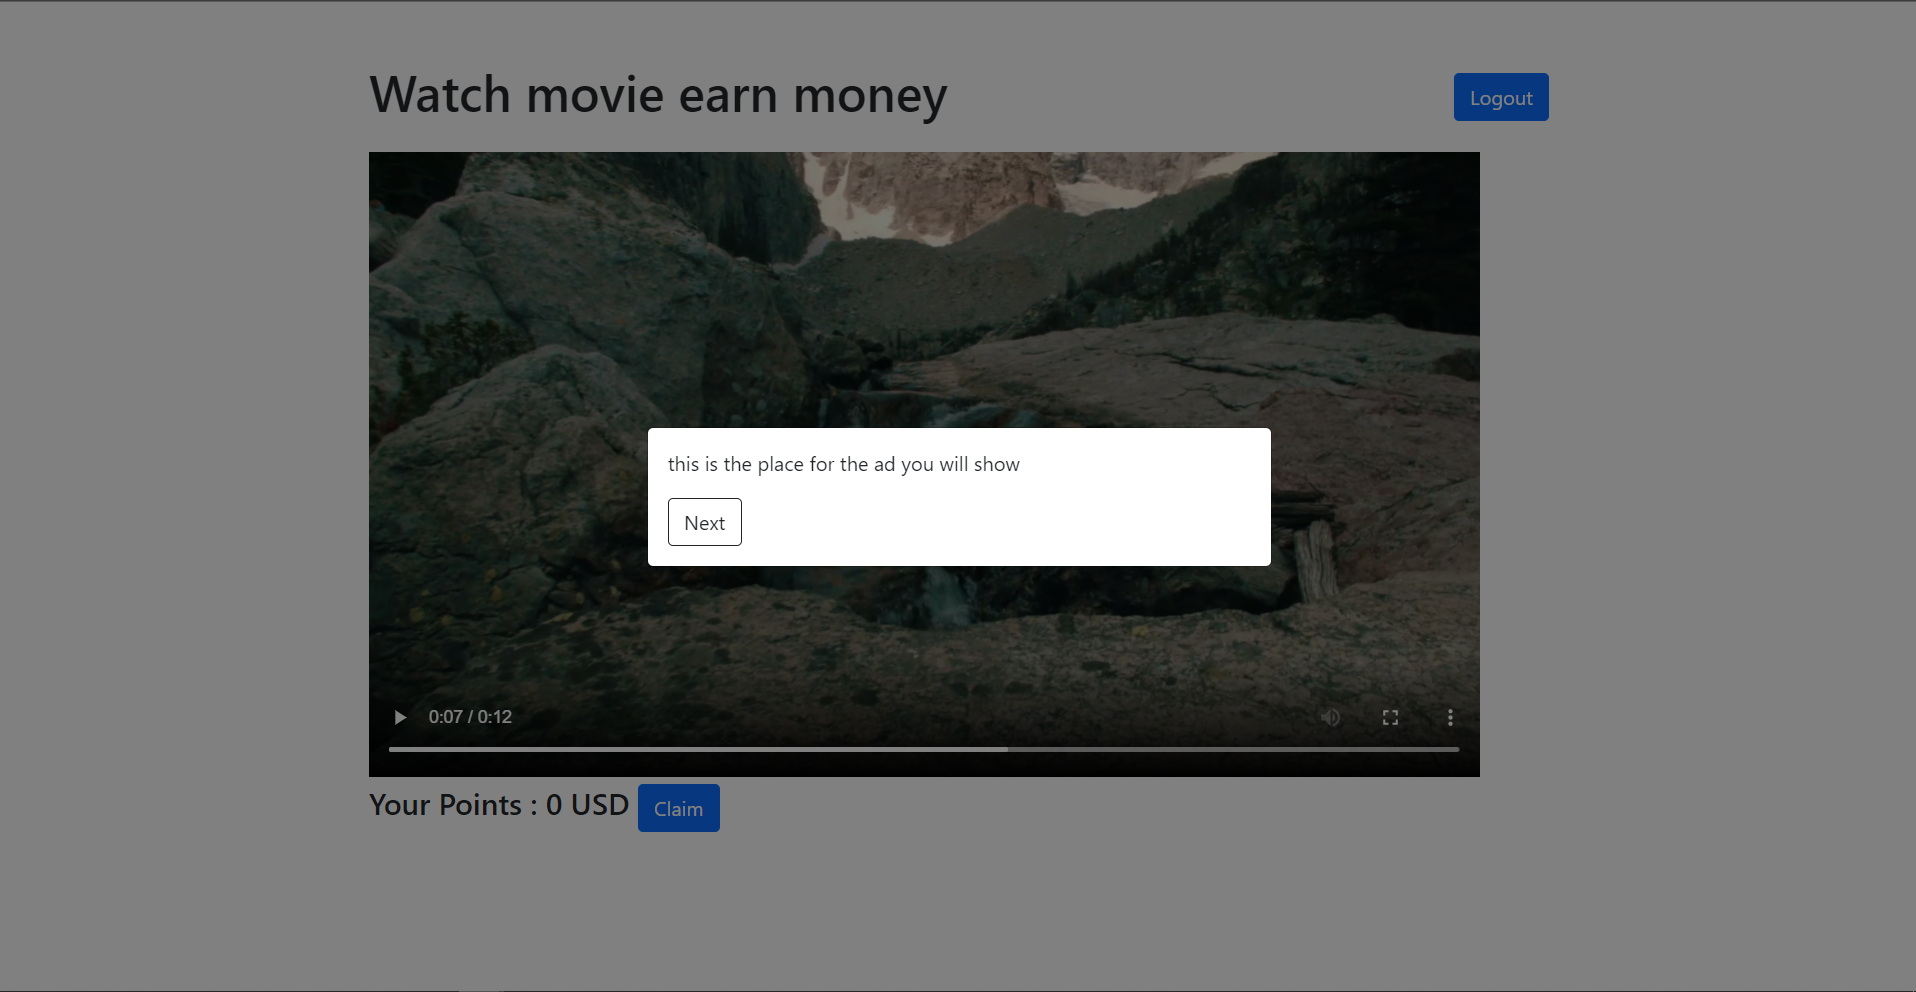 Watch movie earn money
Logout
this is the place for the ad you will show
Next
0:07 / 0:12
Your Points : 0 USD
Claim